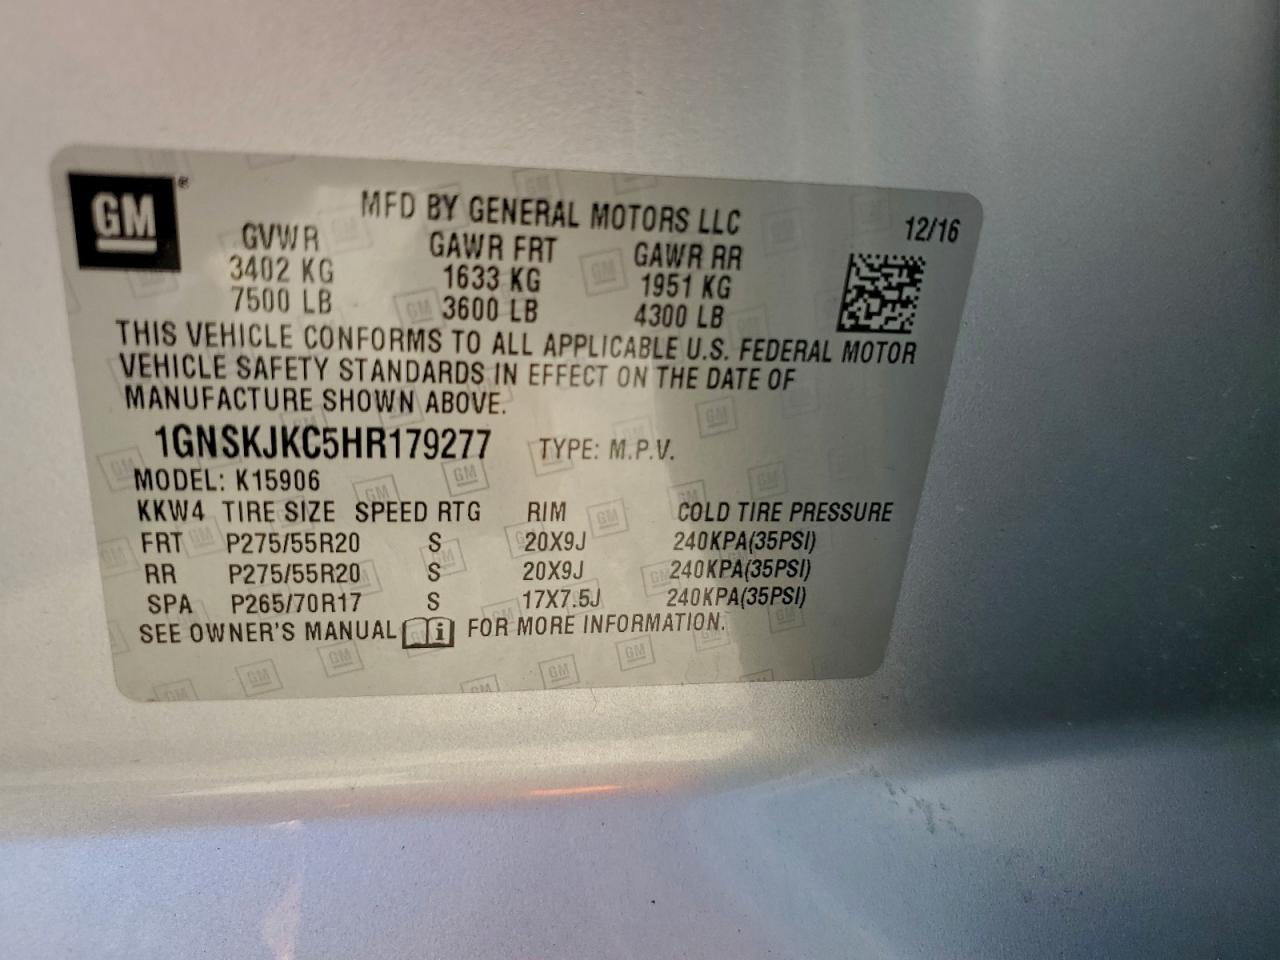 GM®
MFD BY GENERAL MOTORS LLC 12/16
GVWR GAWR FRT GAWR RR
3402 KG 1633 KG 1951 KG
7500 LB 3600 LB 4300 LB
THIS VEHICLE CONFORMS TO ALL APPLICABLE U.S. FEDERAL MOTOR
VEHICLE SAFETY STANDARDS IN EFFECT ON THE DATE OF
MANUFACTURE SHOWN ABOVE.
1GNSKJKC5HR179277 TYPE: M.P.V.
MODEL: K15906
KKW4 TIRE SIZE SPEED RTG RIM COLD TIRE PRESSURE
FRT P275/55R20 S 20X9J 240KPA(35PSI)
RR P275/55R20 S 20X9J 240KPA(35PSI)
SPA P265/70R17 S 17X7.5J 240KPA(35PSI)
SEE OWNER'S MANUAL i FOR MORE INFORMATION.